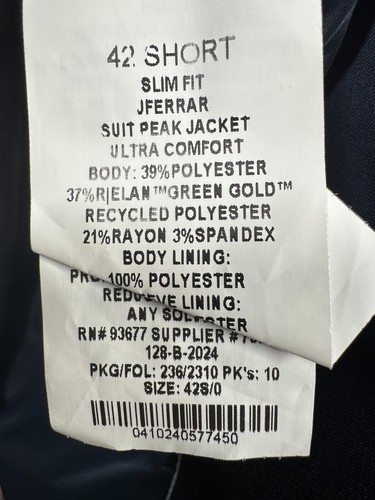 42 SHORT
SLIM FIT
JFERRAR
SUIT PEAK JACKET
ULTRA COMFORT
BODY: 39%POLYESTER
37%R|ELAN™GREEN GOLD™
RECYCLED POLYESTER
21%RAYON 3%SPANDEX
BODY LINING:
100% POLYESTER
LINING:
ANY
RN# 93677 SUPPLIER
128-B-2024
PKG/FOL: 236/2310 PK's: 10
SIZE: 42S/0
0410240577450